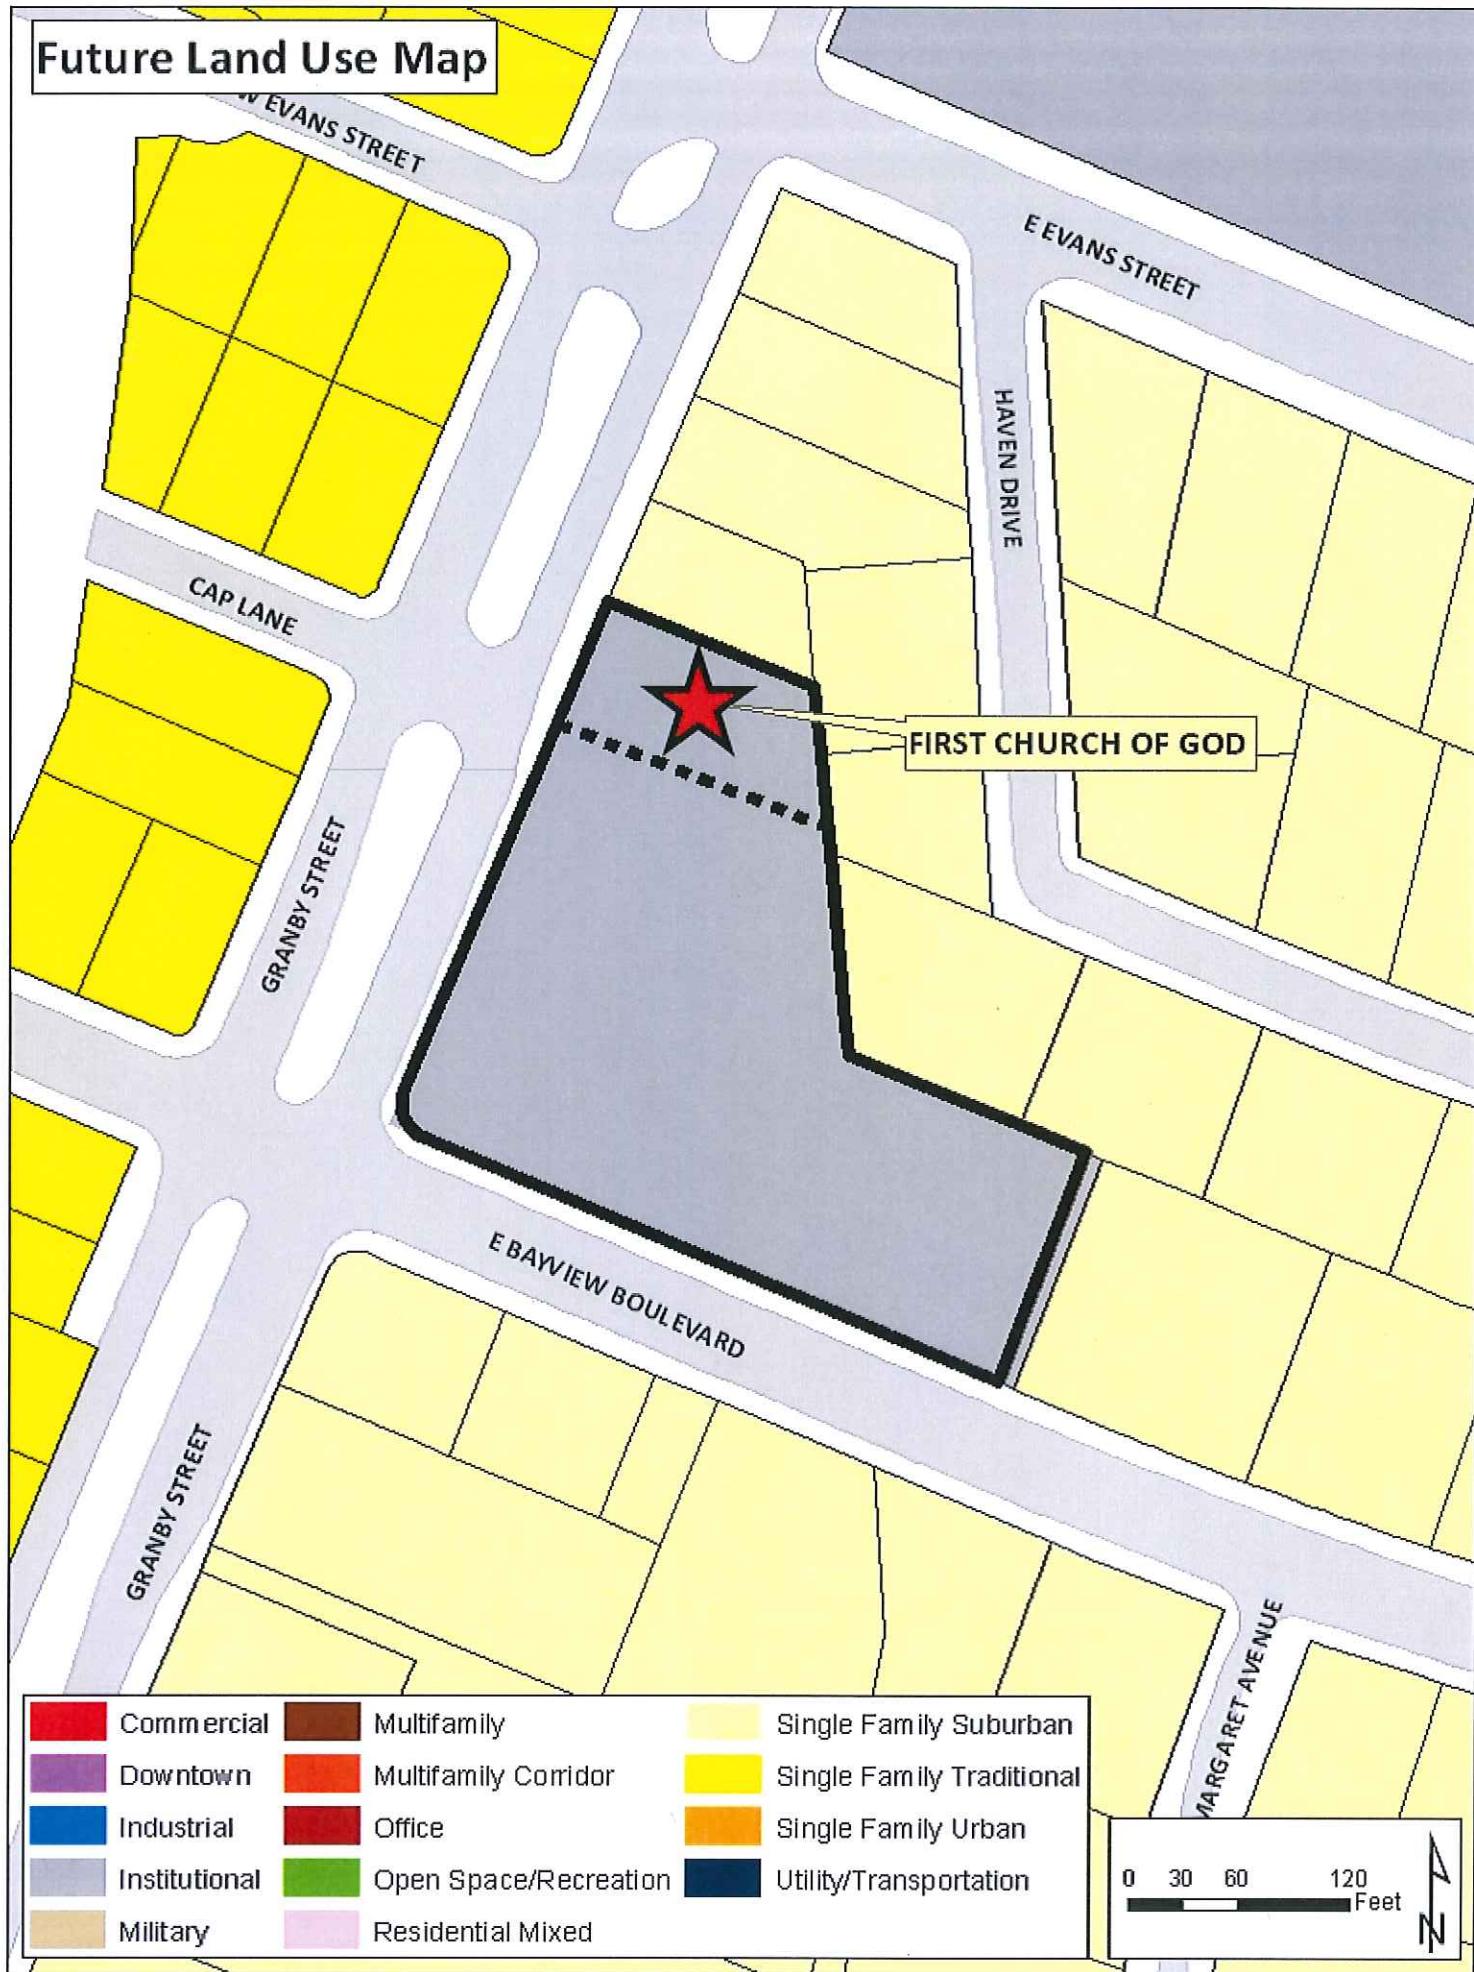 Future Land Use Map
W EVANS STREET
E EVANS STREET
HAVEN DRIVE
CAP LANE
FIRST CHURCH OF GOD
GRANBY STREET
E BAYVIEW BOULEVARD
GRANBY STREET
MARGARET AVENUE
Commercial
Downtown
Industrial
Institutional
Military
Multifamily
Multifamily Corridor
Office
Open Space/Recreation
Residential Mixed
Single Family Suburban
Single Family Traditional
Single Family Urban
Utility/Transportation
0 30 60 120
Feet
N